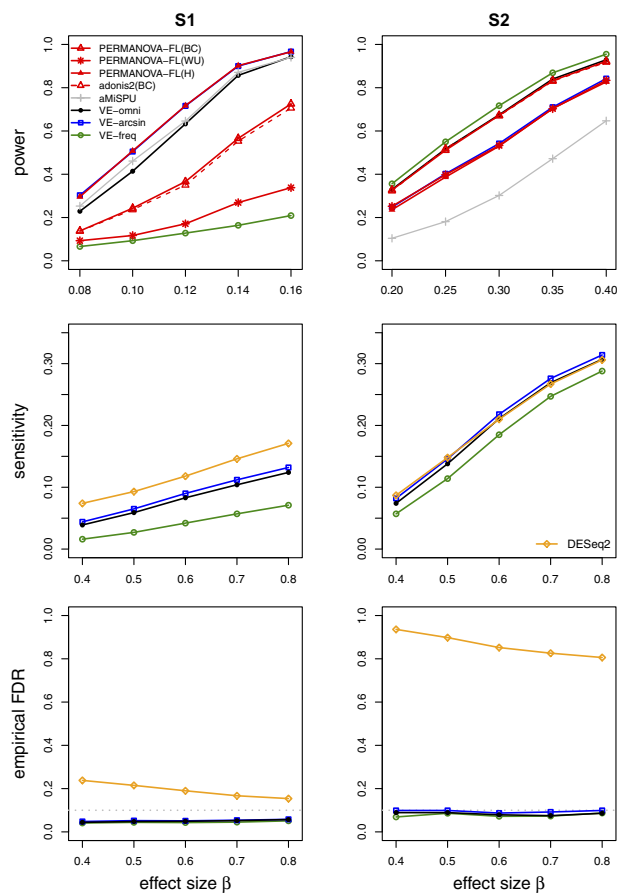 S1
S2
power
1.0
0.8
0.6
0.4
0.2
0.0
PERMANOVA−FL(BC)
PERMANOVA−FL(WU)
PERMANOVA−FL(H)
adonis2(BC)
aMiSPU
VE−omni
VE−arcsin
VE−freq
0.08 0.10 0.12 0.14 0.16
1.0
0.8
0.6
0.4
0.2
0.0
0.20 0.25 0.30 0.35 0.40
sensitivity
0.30
0.20
0.10
0.00
0.4 0.5 0.6 0.7 0.8
0.30
0.20
0.10
0.00
DESeq2
0.4 0.5 0.6 0.7 0.8
empirical FDR
1.0
0.8
0.6
0.4
0.2
0.0
0.4 0.5 0.6 0.7 0.8
effect size β
1.0
0.8
0.6
0.4
0.2
0.0
0.4 0.5 0.6 0.7 0.8
effect size β